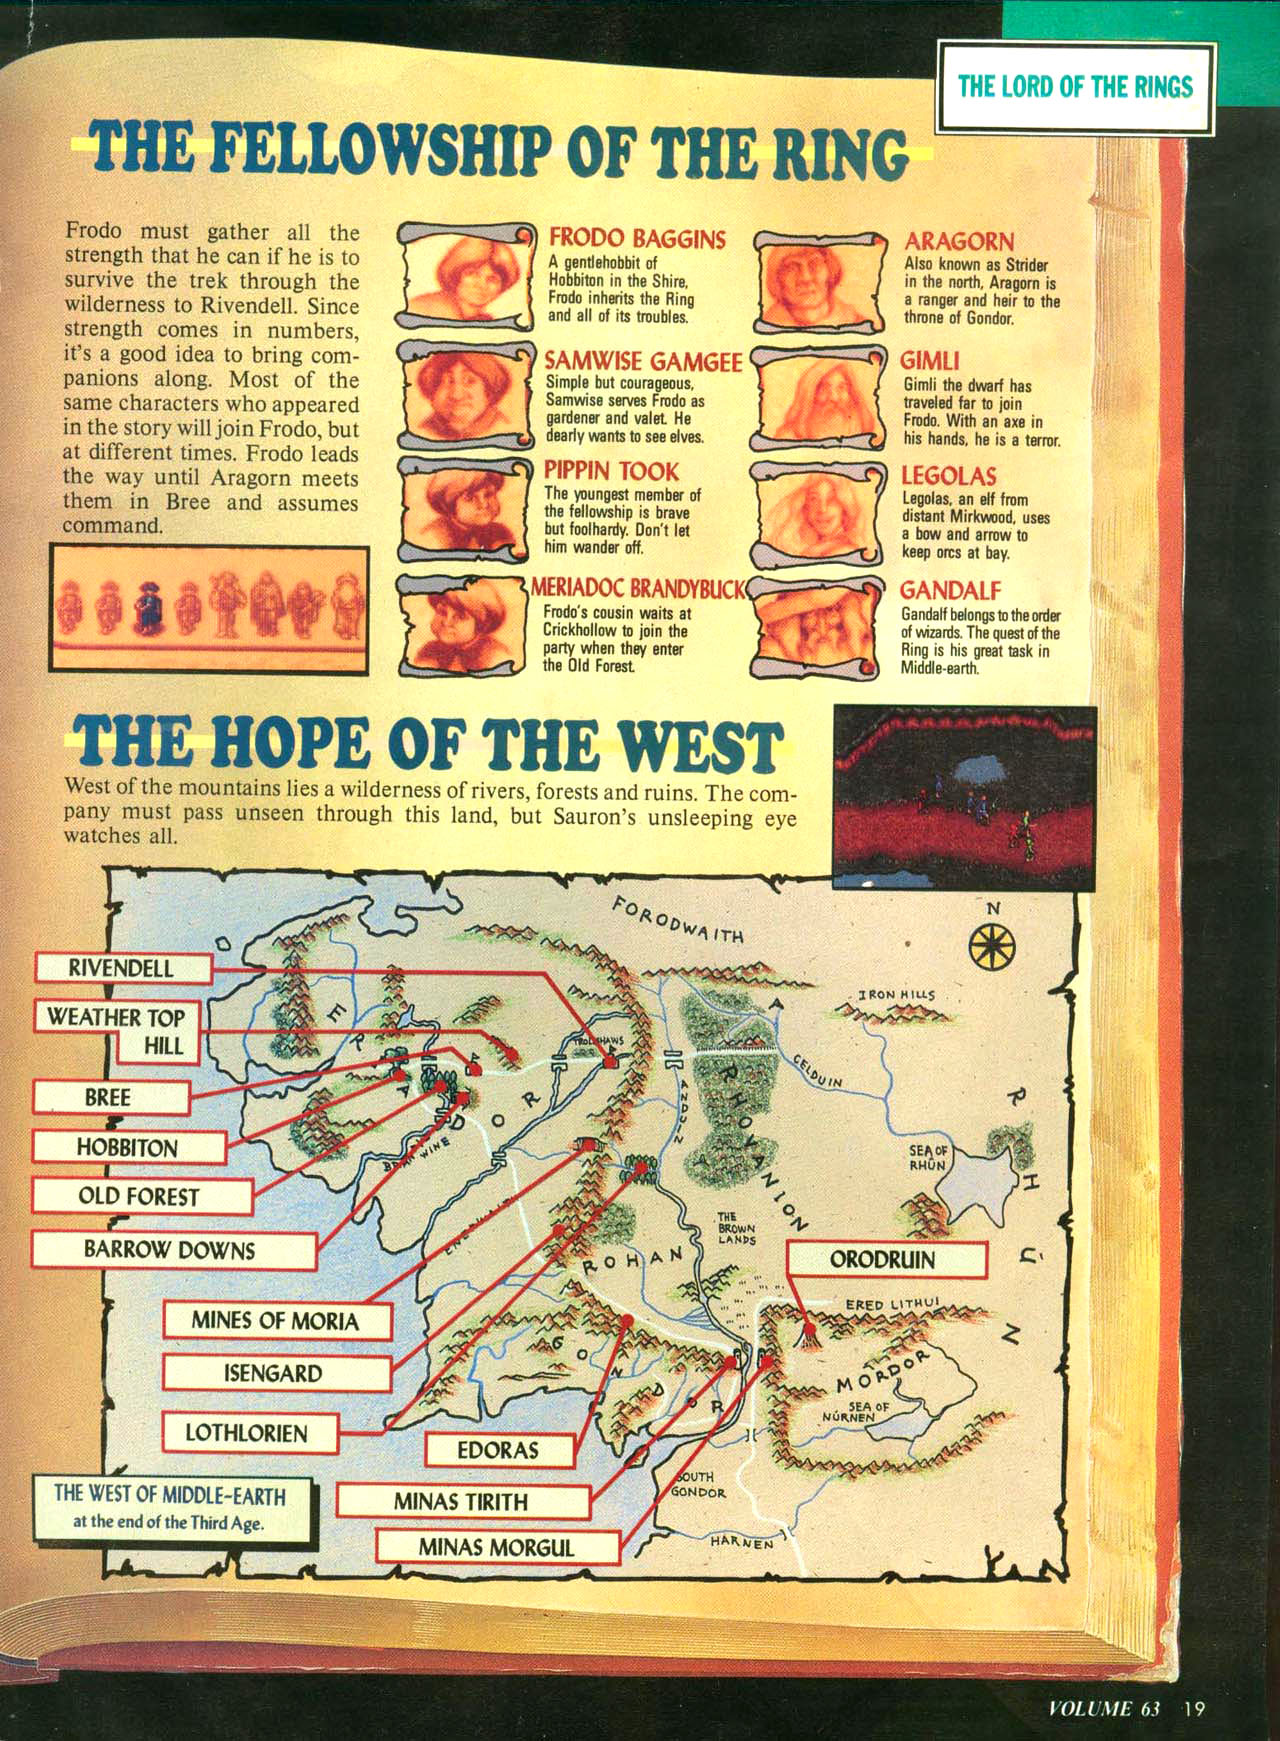 THE LORD OF THE RINGS
THE FELLOWSHIP OF THE RING
Frodo must gather all the
strength that he can if he is to
survive the trek through the
wilderness to Rivendell. Since
strength comes in numbers,
it's a good idea to bring com-
panions along. Most of the
same characters who appeared
in the story will join Frodo, but
at different times. Frodo leads
the way until Aragorn meets
them in Bree and assumes
command.
FRODO BAGGINS
A gentlehobbit of
Hobbiton in the Shire,
Frodo inherits the Ring
and all of its troubles.
SAMWISE GAMGEE
Simple but courageous,
Samwise serves Frodo as
gardener and valet. He
dearly wants to see elves.
PIPPIN TOOK
The youngest member of
the fellowship is brave
but foolhardy. Don't let
him wander off.
MERIADOC BRANDYBUCK
Frodo's cousin waits at
Crickhollow to join the
party when they enter
the Old Forest.
ARAGORN
Also known as Strider
in the north, Aragorn is
a ranger and heir to the
throne of Gondor.
GIMLI
Gimli the dwarf has
traveled far to join
Frodo. With an axe in
his hands, he is a terror.
LEGOLAS
Legolas, an elf from
distant Mirkwood, uses
a bow and arrow to
keep orcs at bay.
GANDALF
Gandalf belongs to the order
of wizards. The quest of the
Ring is his great task in
Middle-earth.
THE HOPE OF THE WEST
West of the mountains lies a wilderness of rivers, forests and ruins. The com-
pany must pass unseen through this land, but Sauron's unsleeping eye
watches all.
FORODWAITH
N
RIVENDELL
IRON HILLS
WEATHER TOP
HILL
TROLLSHAWS
CELDUIN
ERIADOR
ANDUIN
RHOVANION
RHÛN
BREE
HOBBITON
SEA OF
RHÛN
OLD FOREST
THE
BROWN
LANDS
BARROW DOWNS
ROHAN
ORODRUIN
ERED LITHUI
MINES OF MORIA
ISENGARD
GONDOR
MORDOR
SEA OF
NÚRNEN
LOTHLORIEN
EDORAS
SOUTH
GONDOR
MINAS TIRITH
HARNEN
MINAS MORGUL
THE WEST OF MIDDLE-EARTH
at the end of the Third Age.
VOLUME 63 19